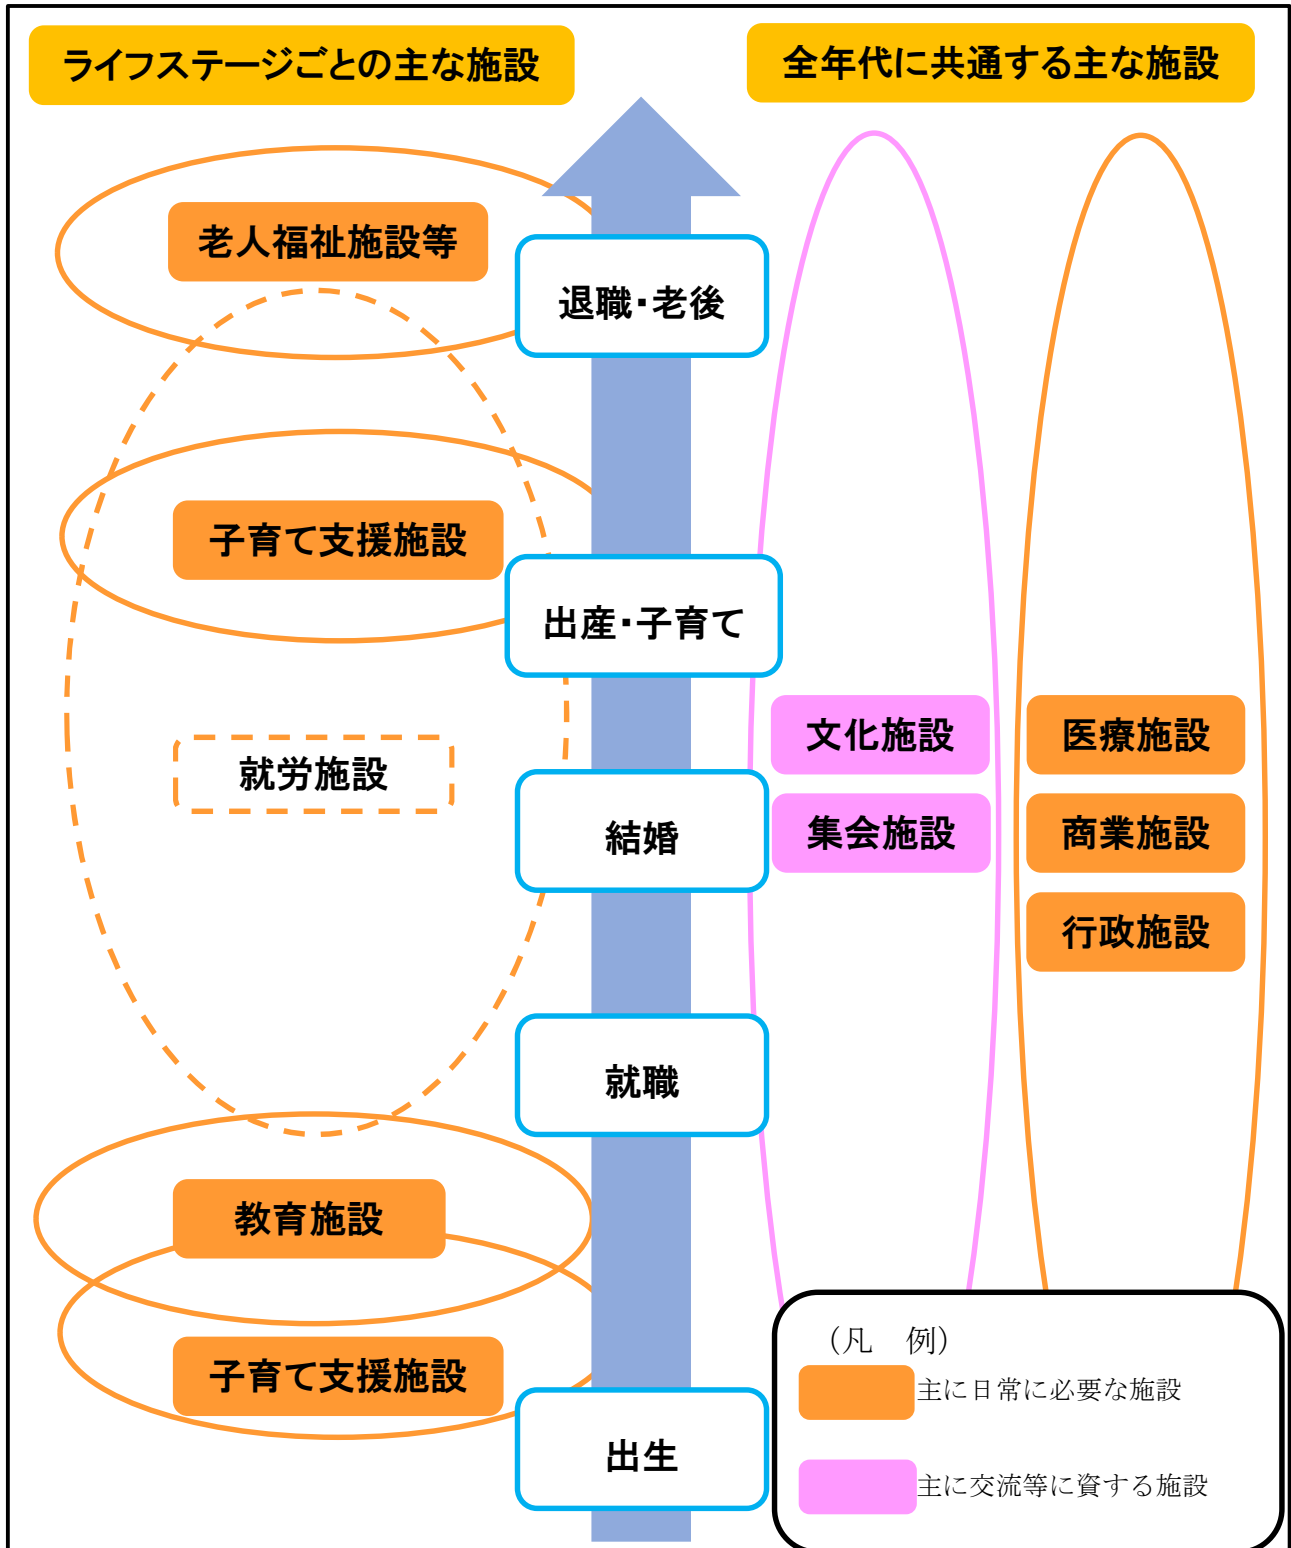 ライフステージごとの主な施設
全年代に共通する主な施設
老人福祉施設等
退職・老後
子育て支援施設
出産・子育て
文化施設
医療施設
就労施設
結婚
集会施設
商業施設
行政施設
就職
教育施設
子育て支援施設
出生
（凡　例）
主に日常に必要な施設
主に交流等に資する施設